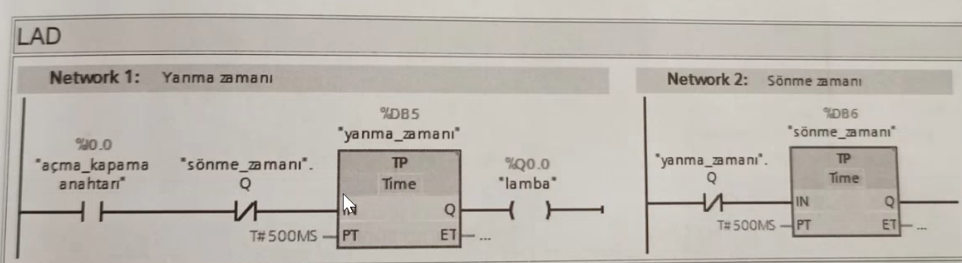 LAD
Network 1: Yanma zamanı
%DB5
"yanma_zamanı"
%I0.0
"açma_kapama
anahtarı"
"sönme_zamanı".
Q
TP
Time
%Q0.0
"lamba"
IN
Q
T#500MS
PT
ET
...
Network 2: Sönme zamanı
%DB6
"sönme_zamanı"
"yanma_zamanı".
Q
TP
Time
IN
Q
T#500MS
PT
ET
...